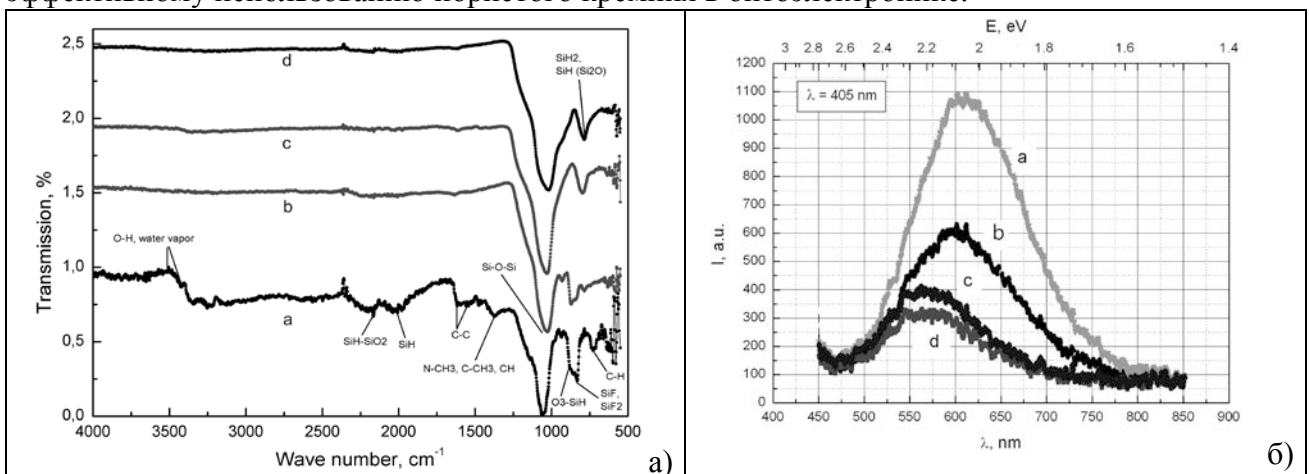 эффективному использованию пористого кремния в оптоэлектронике.
2,5
2,0
1,5
1,0
0,5
0,0
Transmission, %
d
c
b
a
SiH2,
SiH (Si2O)
O-H, water vapor
Si-O-Si
SiH-SiO2
SiH
C-C
N-CH3, C-CH3, CH
O3-SiH
SiF,
SiF2
C-H
4000 3500 3000 2500 2000 1500 1000 500
Wave number, cm-1
а)
E, eV
3 2.8 2.6 2.4 2.2 2 1.8 1.6 1.4
1200
1100
1000
900
800
700
600
500
400
300
200
100
0
I, a.u.
λ = 405 nm
a
b
c
d
400 450 500 550 600 650 700 750 800 850 900
λ, nm
б)